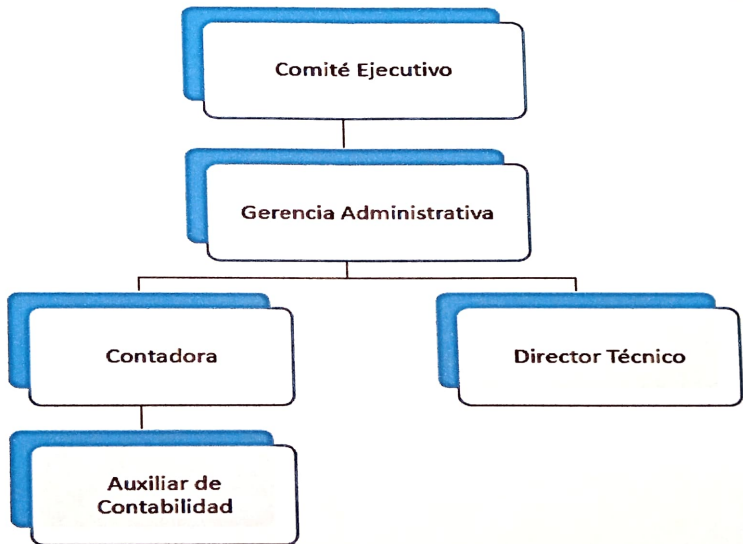 Comité Ejecutivo
Gerencia Administrativa
Contadora
Director Técnico
Auxiliar de
Contabilidad